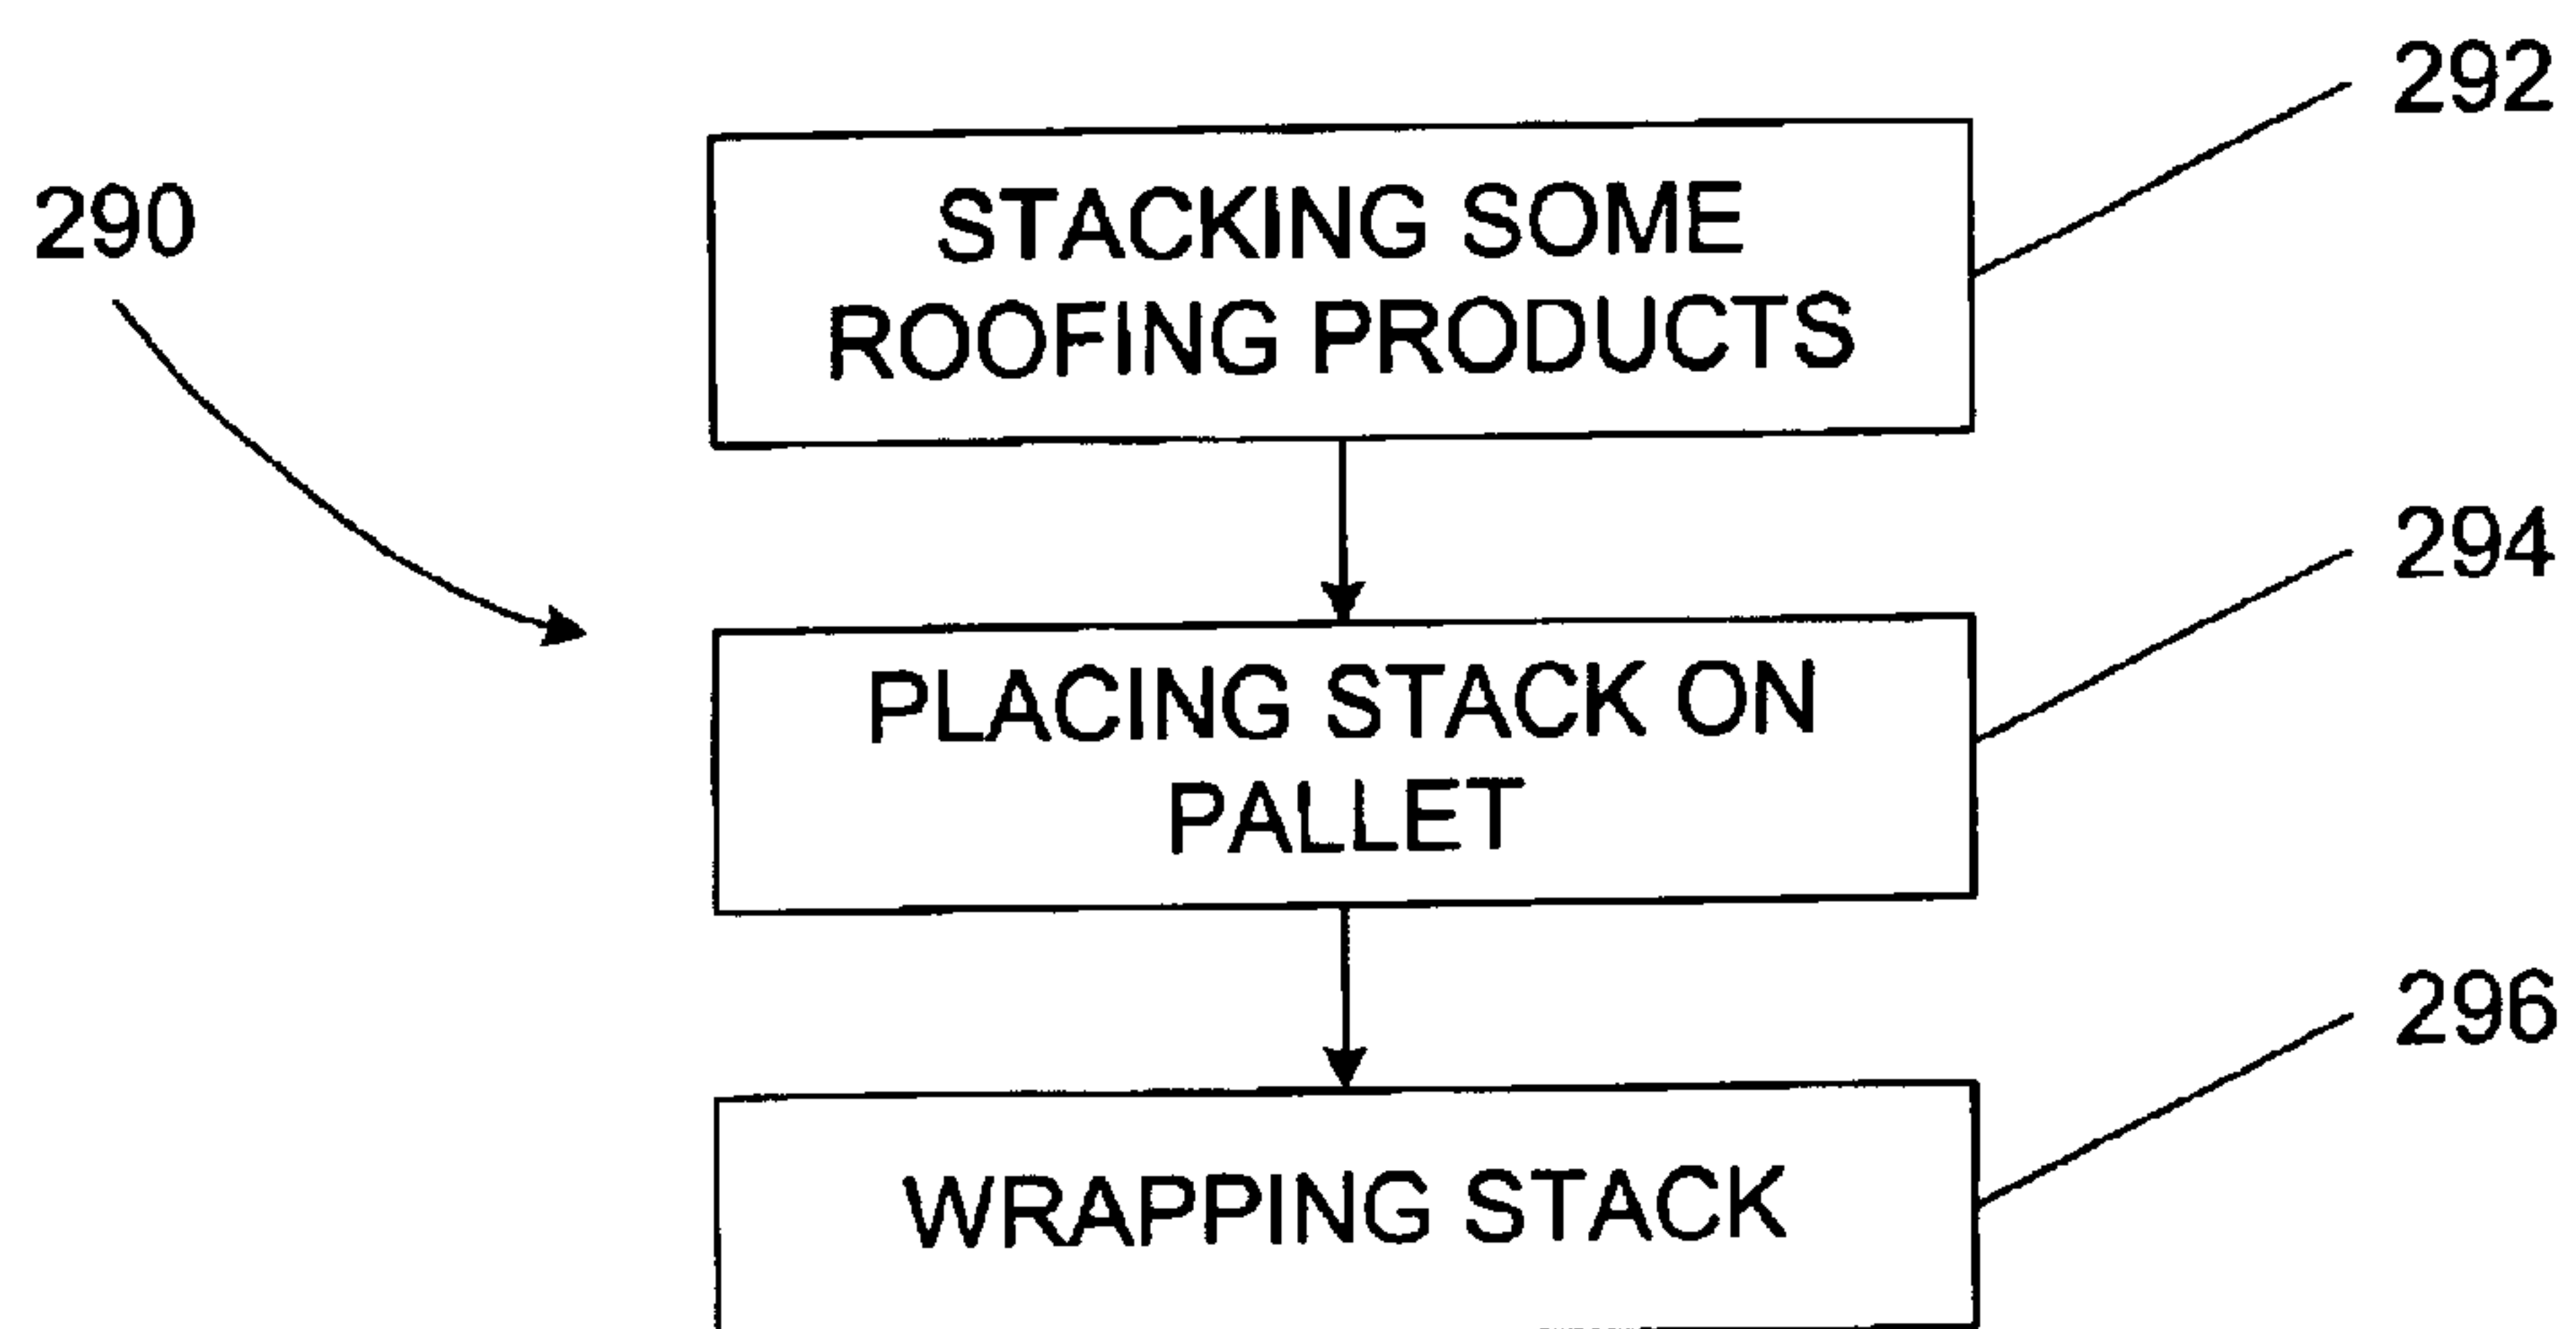 292
290
STACKING SOME
ROOFING PRODUCTS
294
PLACING STACK ON
PALLET
296
WRAPPING STACK